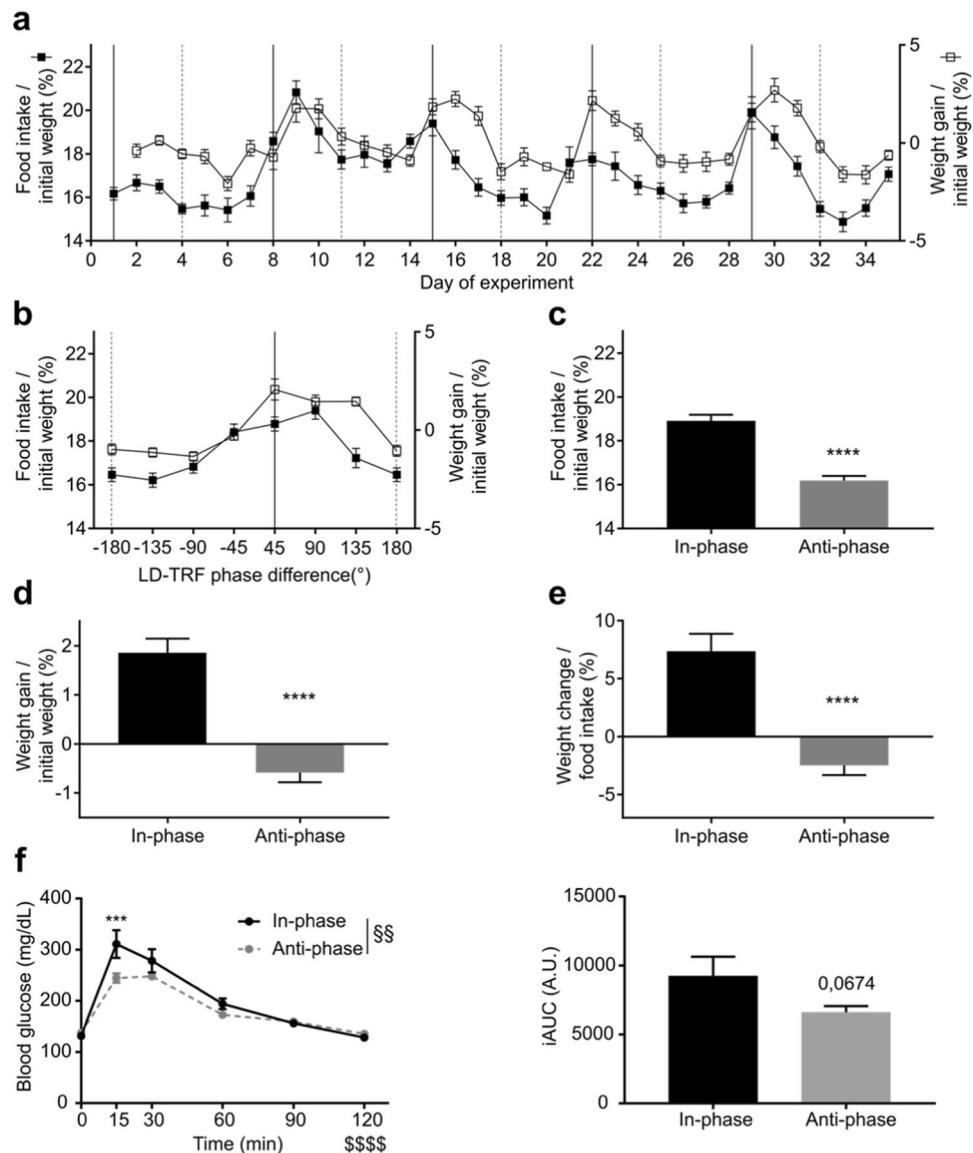 a
Food intake /
initial weight (%)
22
20
18
16
14
5
0
-5
Weight gain /
initial weight (%)
0 2 4 6 8 10 12 14 16 18 20 22 24 26 28 30 32 34
Day of experiment
b
Food intake /
initial weight (%)
22
20
18
16
14
5
0
-5
Weight gain /
initial weight (%)
-180 -135 -90 -45 45 90 135 180
LD-TRF phase difference(°)
c
Food intake /
initial weight (%)
22
20
18
16
14
****
In-phase Anti-phase
d
Weight gain /
initial weight (%)
2
1
0
-1
****
In-phase Anti-phase
e
Weight change /
food intake (%)
10
5
0
-5
****
In-phase Anti-phase
f
Blood glucose (mg/dL)
400
300
200
100
0
***
In-phase
Anti-phase
§§
0 15 30 60 90 120
Time (min)
$$$$
iAUC (A.U.)
15000
10000
5000
0
0,0674
In-phase Anti-phase